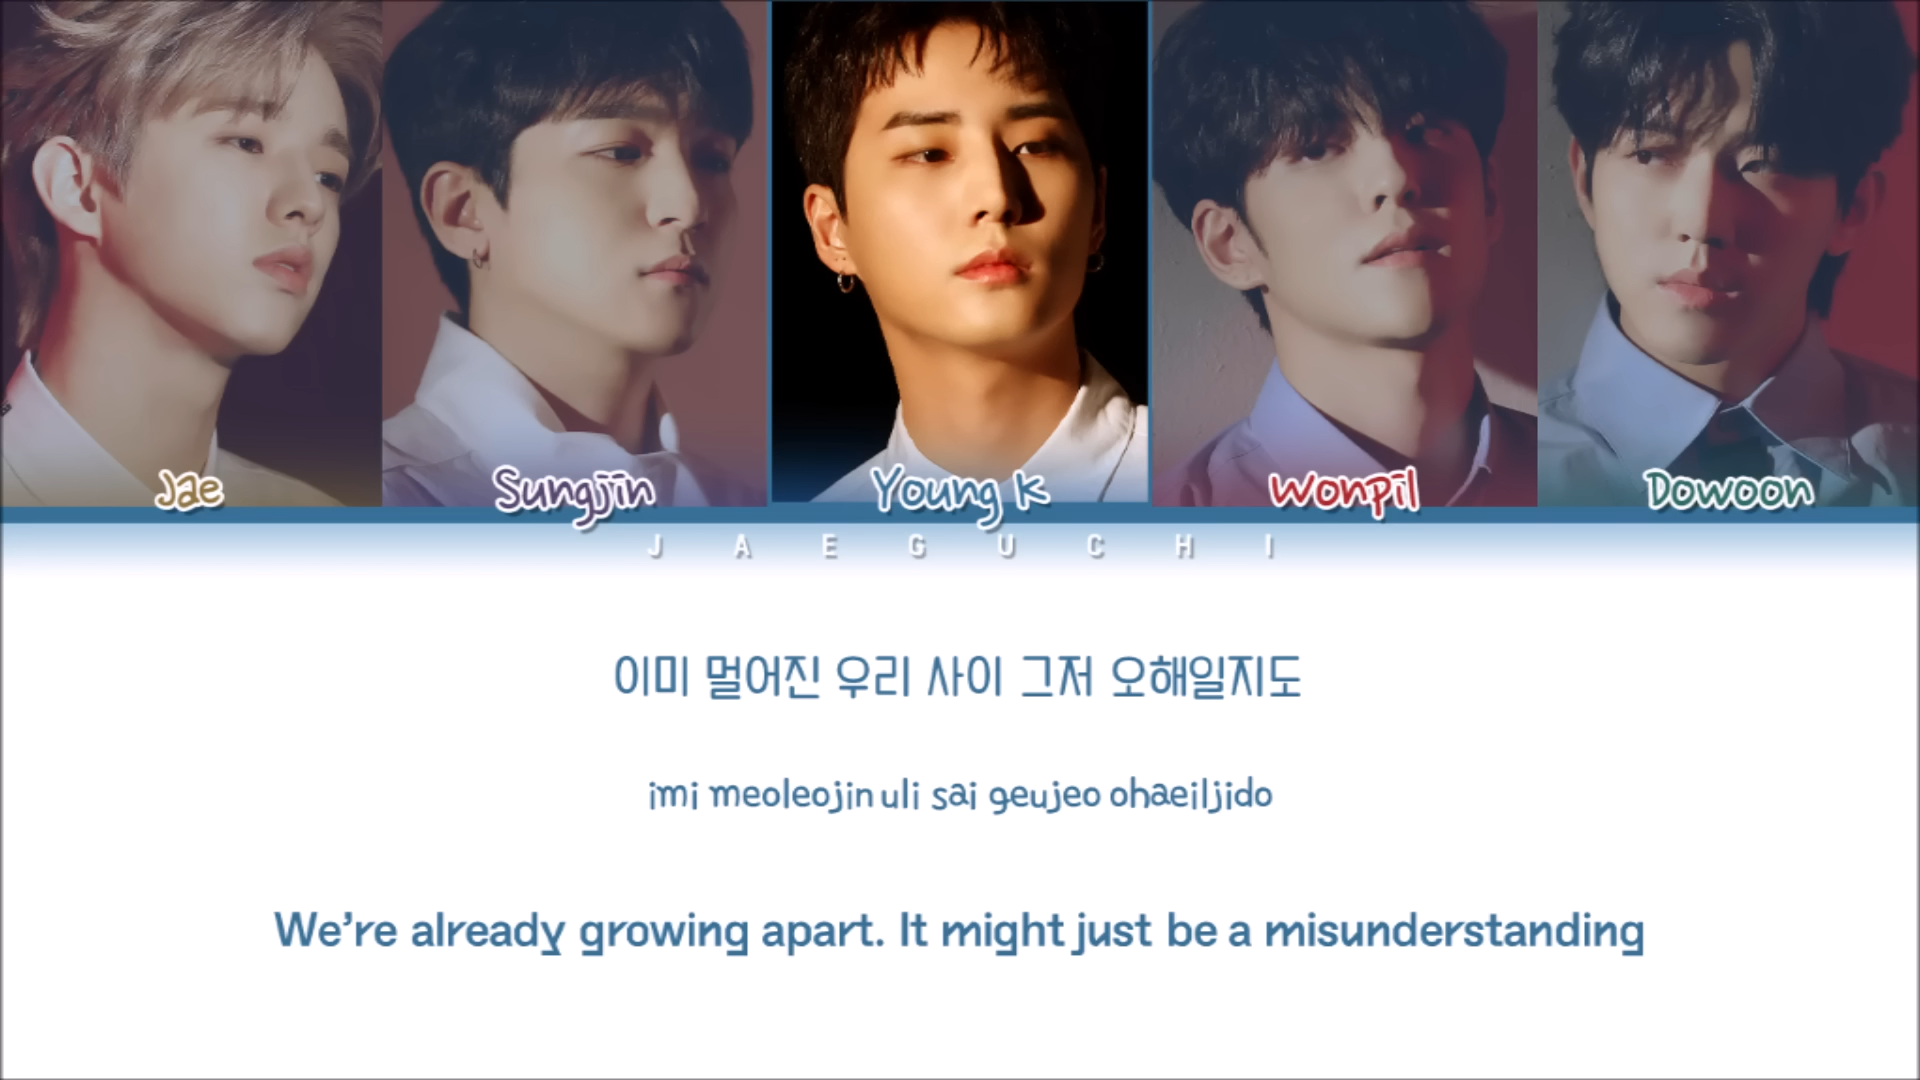 Jae
Sungjin
Young K
Wonpil
Dowoon
JAEGUCHI
이미 멀어진 우리 사이 그저 오해일지도
imi meoleojin uli sai geujeo ohaeiljido
We're already growing apart. It might just be a misunderstanding